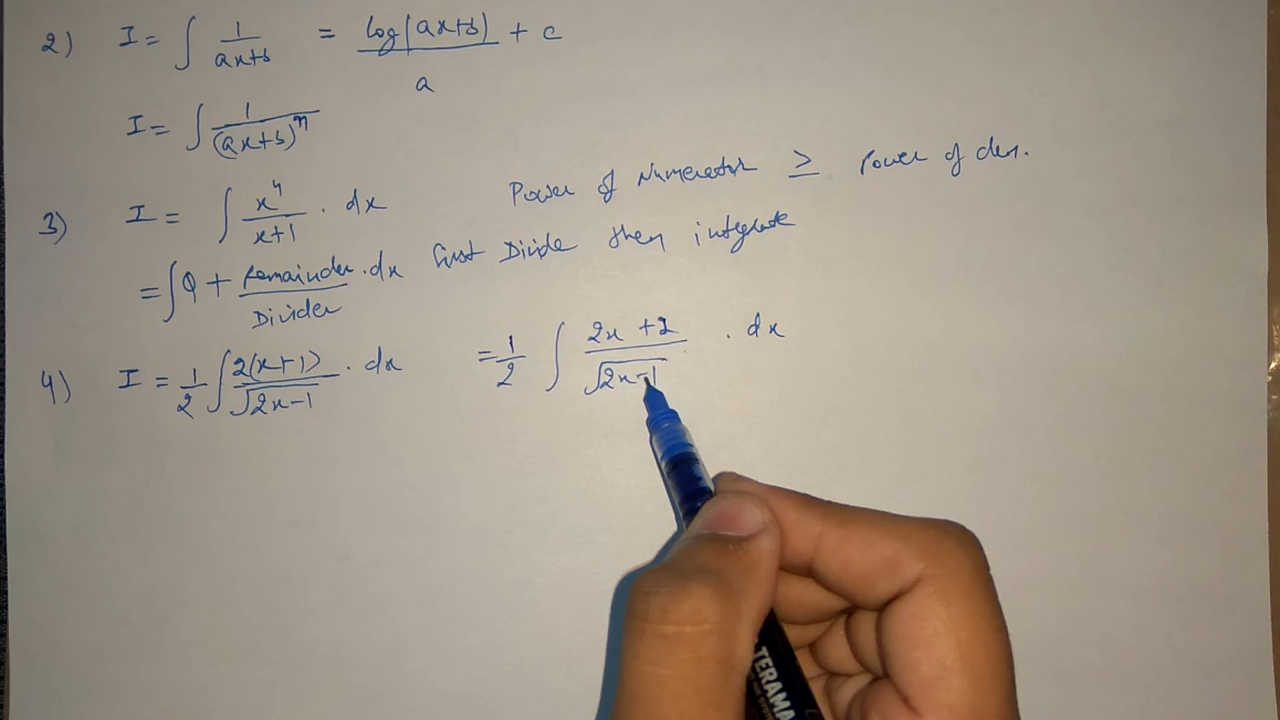 2) I = ∫ 1/(ax+b) = log(ax+b)/a + c
I = ∫ 1/(ax+b)^n
3) I = ∫ x^4/(x+1) . dx Power of Numerator ≥ Power of den.
= ∫ Q + Remainder/Divider . dx first Divide then integrate
4) I = 1/2 ∫ 2(x+1)/√(2x-1) . dx = 1/2 ∫ (2x+2)/√(2x-1) . dx
TERAMA